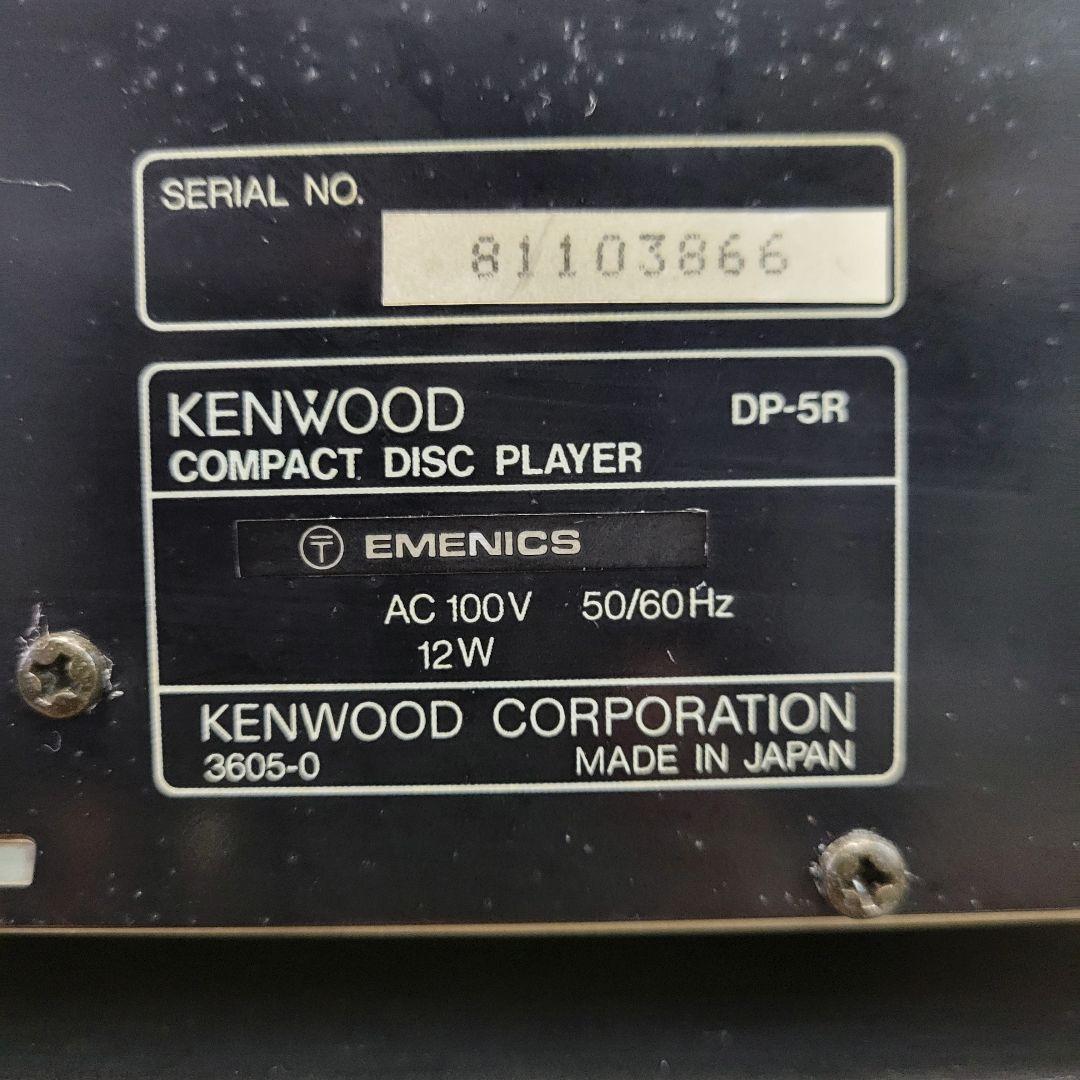 SERIAL NO.
81103866
KENWOOD DP-5R
COMPACT DISC PLAYER
〒 EMENICS
AC 100V 50/60Hz
12W
KENWOOD CORPORATION
3605-0 MADE IN JAPAN